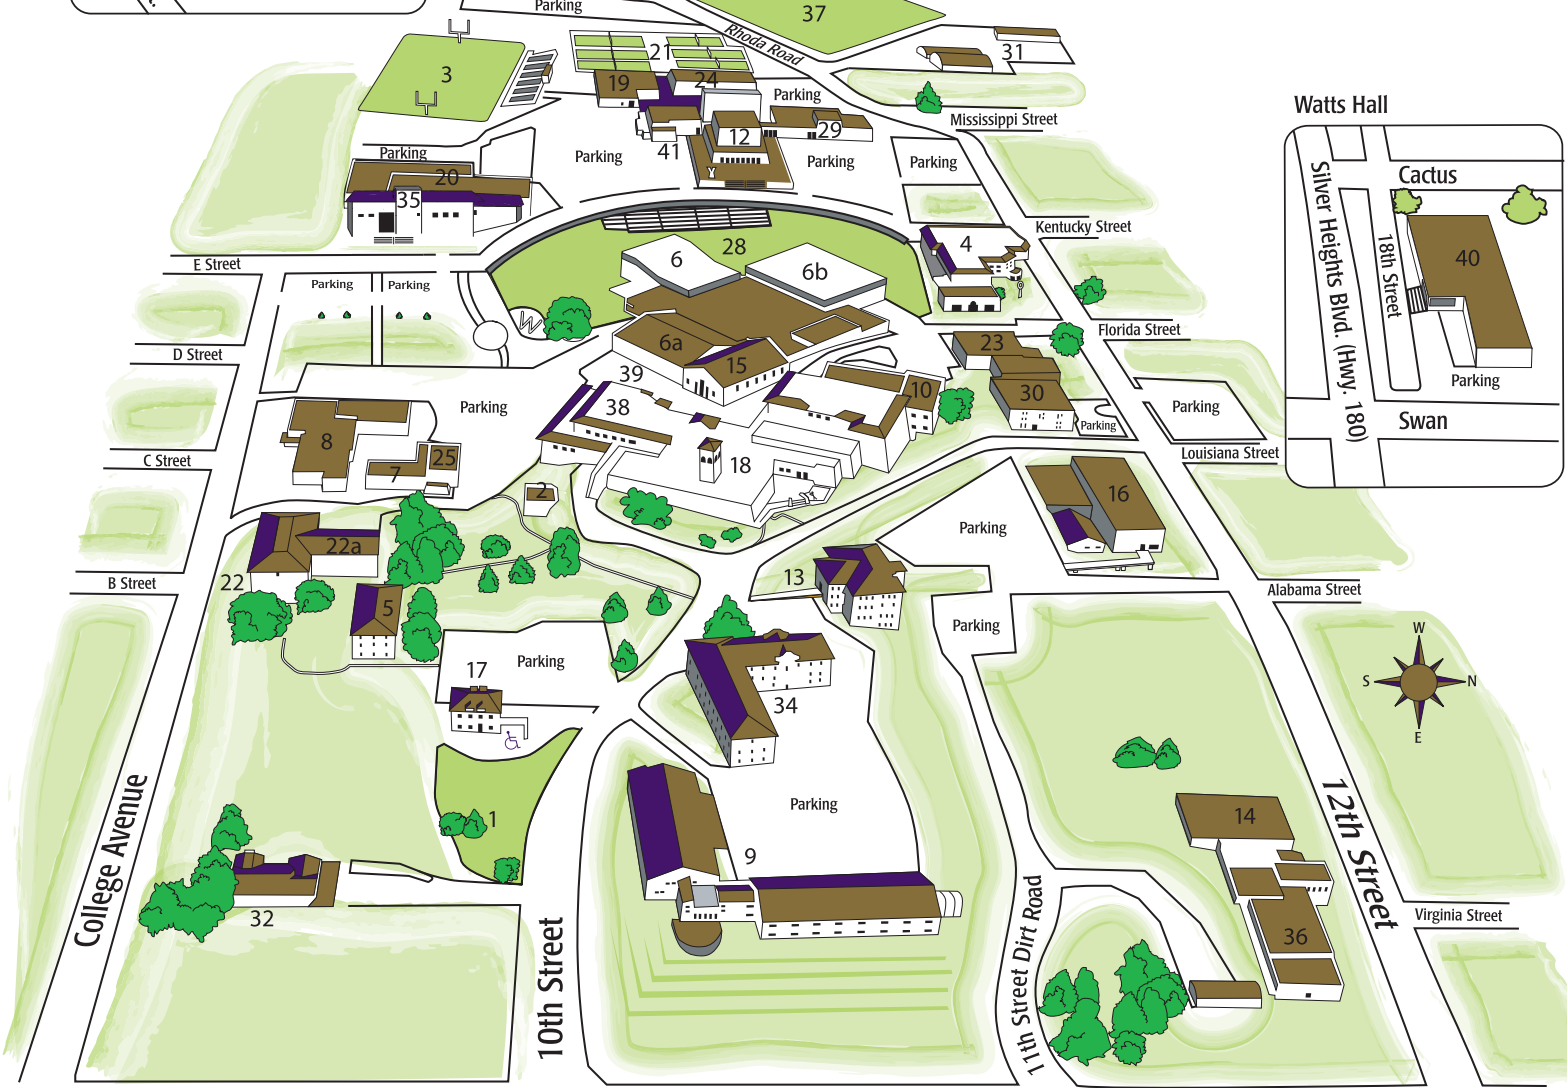 Parking
37
Rhoda Road
31
3
21
19
24
Parking
Mississippi Street
12
29
41
Parking
Parking
Parking
Parking
20
35
Y
Kentucky Street
E Street
28
4
6
6b
Parking
Parking
W
Florida Street
D Street
6a
15
23
39
38
10
30
Parking
Parking
Parking
8
7
25
C Street
Louisiana Street
18
2
16
Parking
22a
22
B Street
13
Alabama Street
5
Parking
17
Parking
34
1
Parking
9
14
College Avenue
12th Street
32
10th Street
11th Street Dirt Road
Virginia Street
36
W
S
N
E
Watts Hall
Silver Heights Blvd. (Hwy. 180)
Cactus
18th Street
40
Parking
Swan